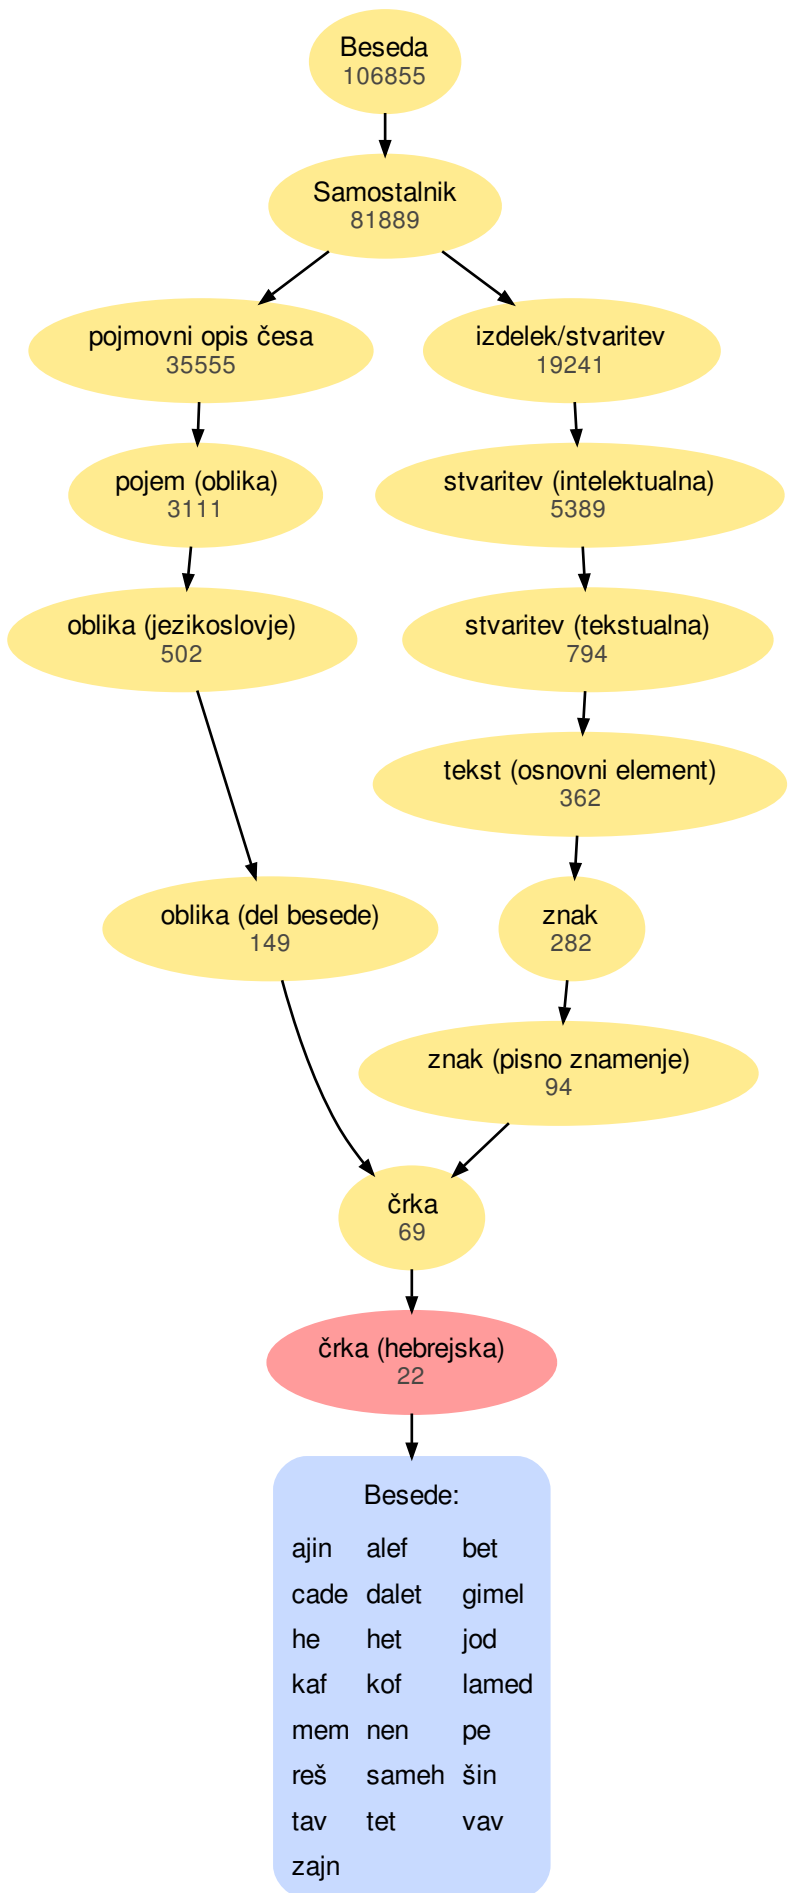 Beseda
106855
Samostalnik
81889
pojmovni opis česa
35555
izdelek/stvaritev
19241
pojem (oblika)
3111
stvaritev (intelektualna)
5389
oblika (jezikoslovje)
502
stvaritev (tekstualna)
794
tekst (osnovni element)
362
oblika (del besede)
149
znak
282
znak (pisno znamenje)
94
črka
69
črka (hebrejska)
22
Besede:
ajin alef bet
cade dalet gimel
he het jod
kaf kof lamed
mem nen pe
reš sameh šin
tav tet vav
zajn